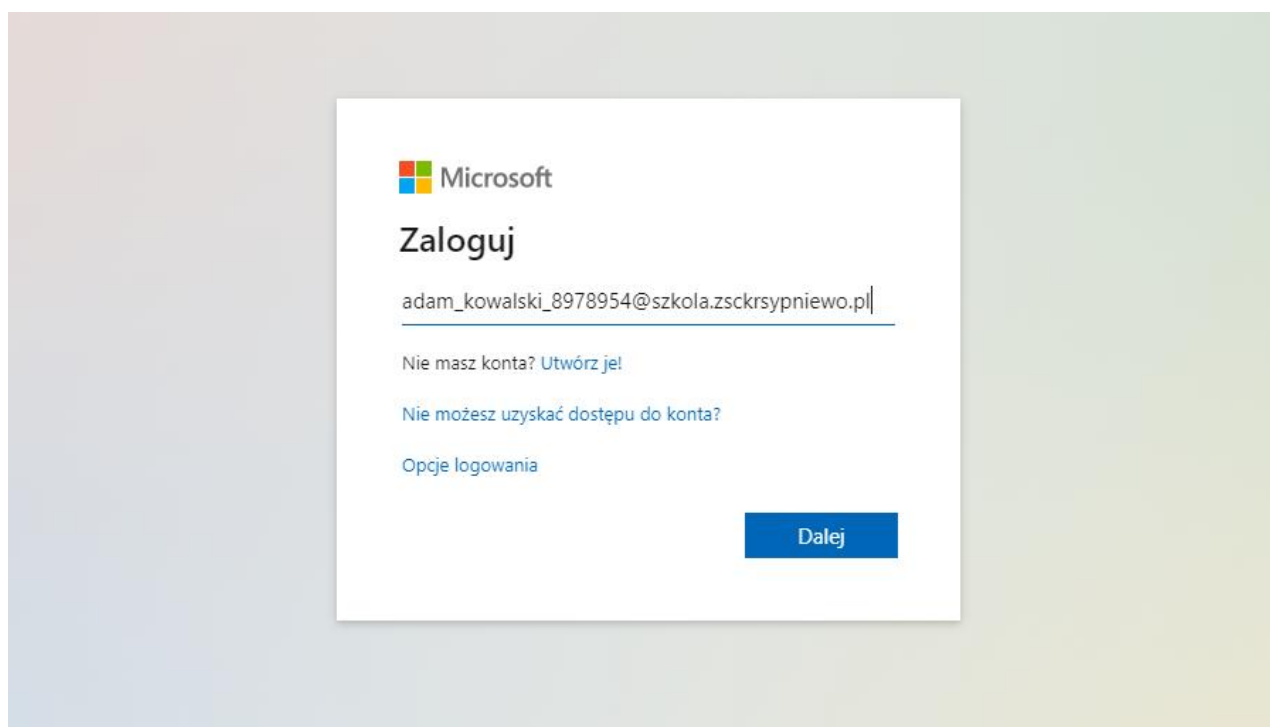 Microsoft
Zaloguj
adam_kowalski_8978954@szkola.zsckrsypniewo.pl
Nie masz konta? Utwórz je!
Nie możesz uzyskać dostępu do konta?
Opcje logowania
Dalej